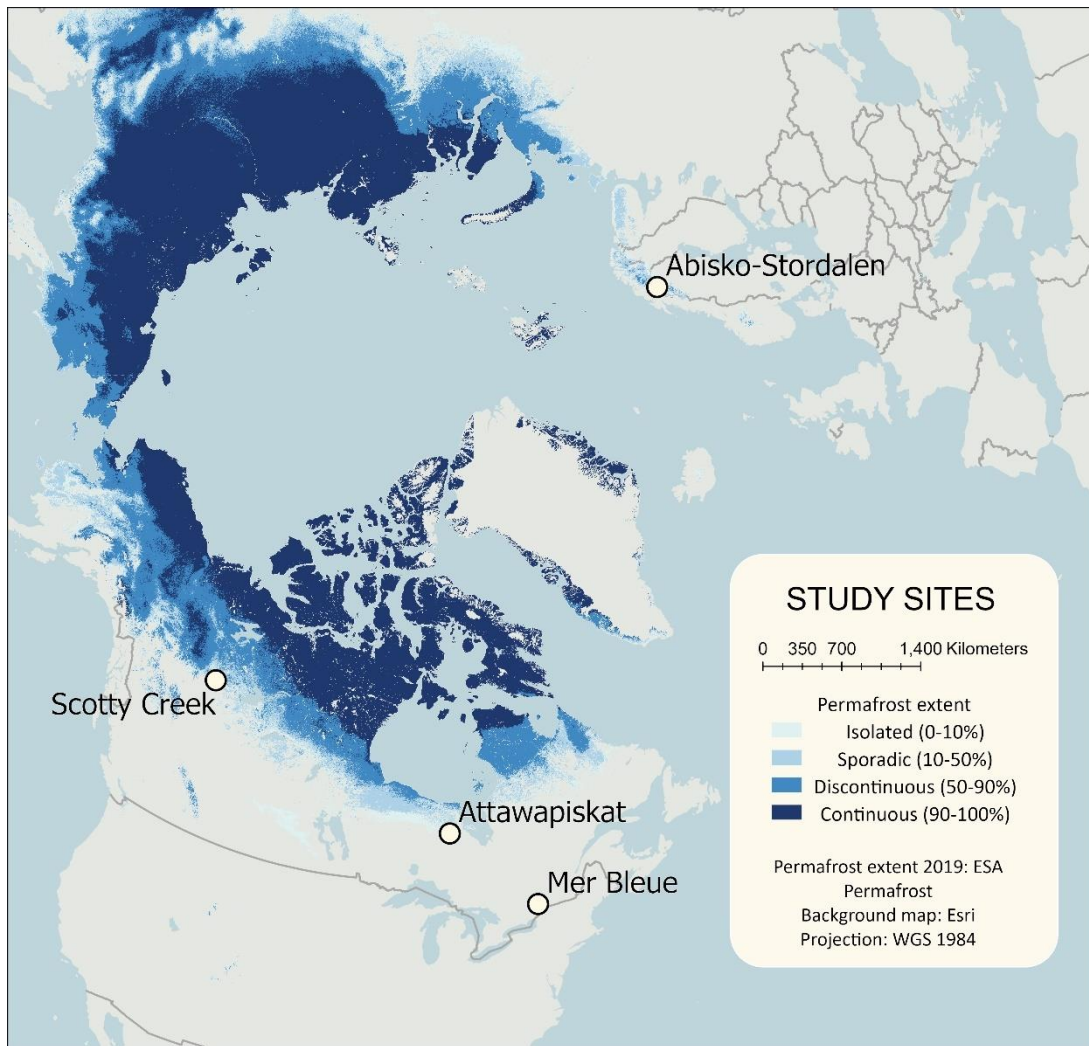 Abisko-Stordalen
Scotty Creek
Attawapiskat
Mer Bleue
STUDY SITES
0 350 700 1,400 Kilometers
Permafrost extent
Isolated (0-10%)
Sporadic (10-50%)
Discontinuous (50-90%)
Continuous (90-100%)
Permafrost extent 2019: ESA
Permafrost
Background map: Esri
Projection: WGS 1984